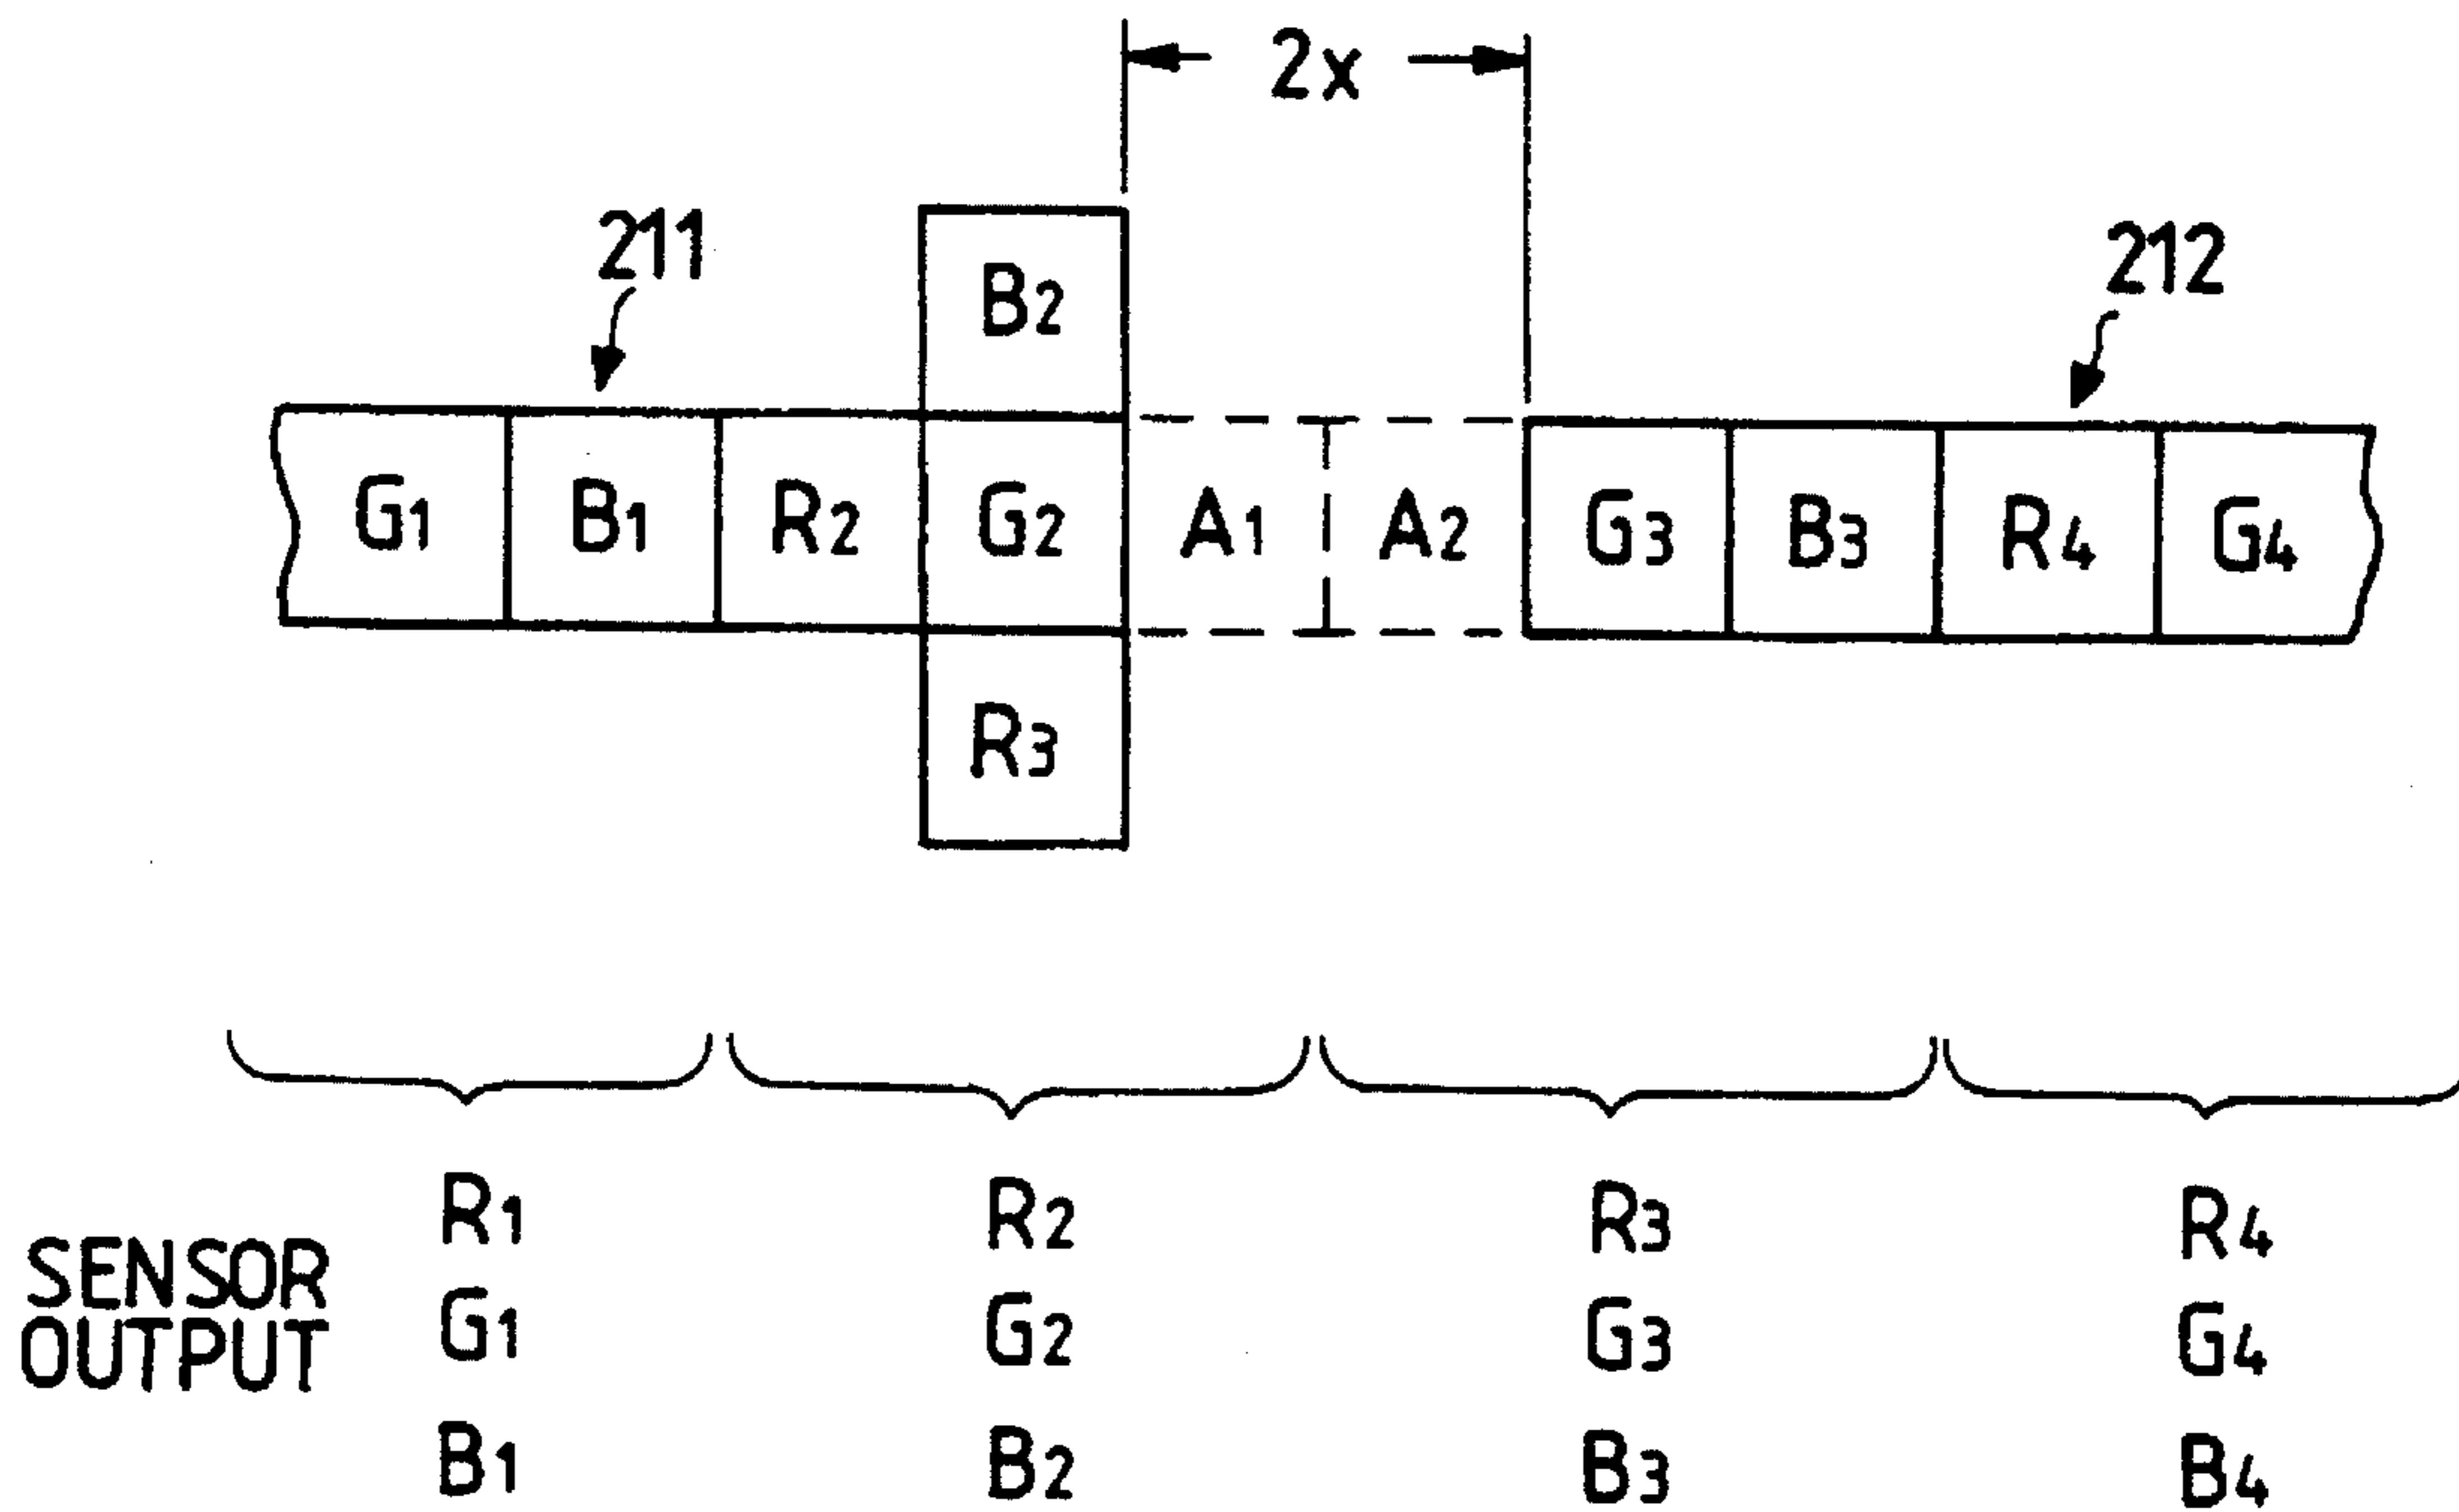 2x
211
212
B2
G1 B1 R2 G2 A1 A2 G3 B3 R4 G4
R3
R1 R2 R3 R4
SENSOR
OUTPUT
G1 G2 G3 G4
B1 B2 B3 B4